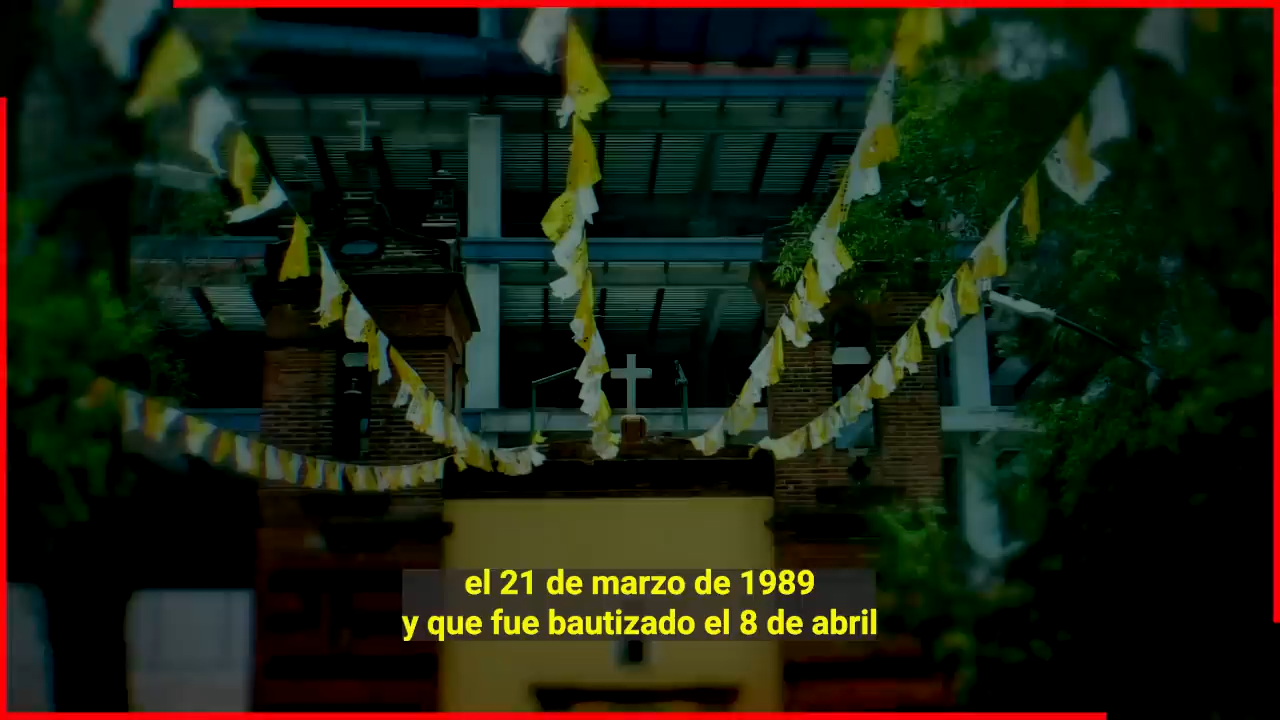 el 21 de marzo de 1989
y que fue bautizado el 8 de abril